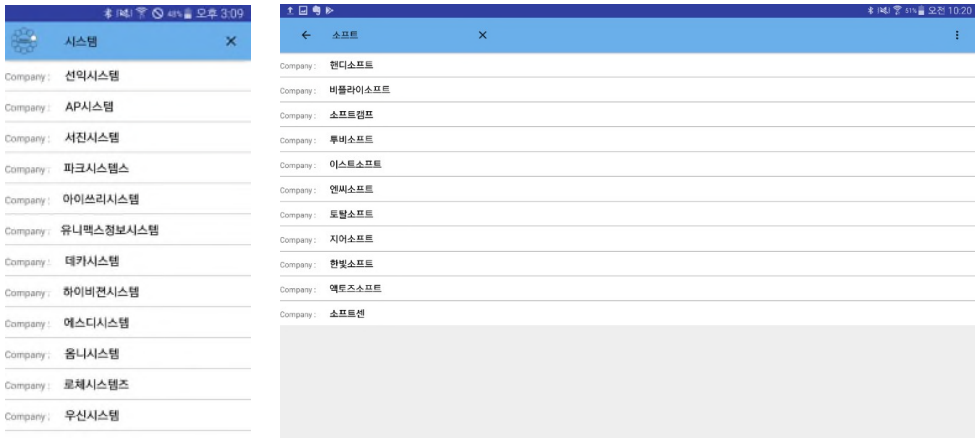 48% 오후 3:09
시스템
Company : 선익시스템
Company : AP시스템
Company : 서진시스템
Company : 파크시스템스
Company : 아이쓰리시스템
Company : 유니맥스정보시스템
Company : 데카시스템
Company : 하이비젼시스템
Company : 에스디시스템
Company : 옴니시스템
Company : 로체시스템즈
Company : 우신시스템
51% 오전 10:20
소프트
Company : 핸디소프트
Company : 비플라이소프트
Company : 소프트캠프
Company : 투비소프트
Company : 이스트소프트
Company : 엔씨소프트
Company : 토탈소프트
Company : 지어소프트
Company : 한빛소프트
Company : 액토즈소프트
Company : 소프트센